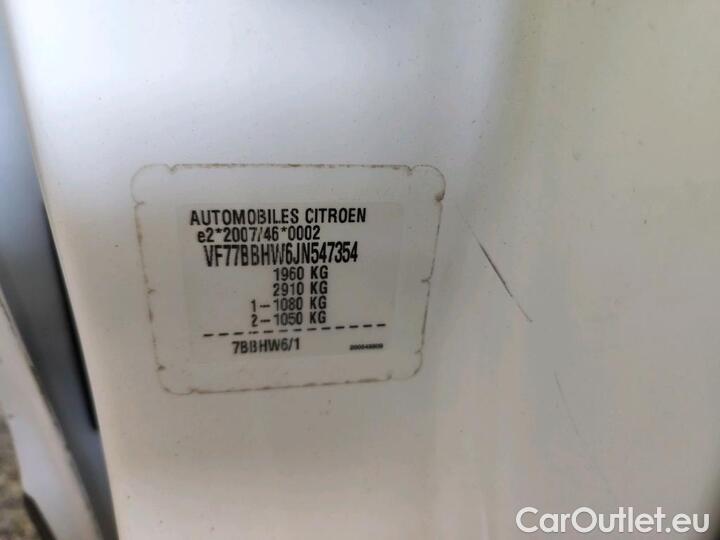 AUTOMOBILES CITROEN
e2*2007/46*0002
VF77BBHW6JN547354
1960 KG
2910 KG
1-1080 KG
2-1050 KG
7BBHW6/1
CarOutlet.eu